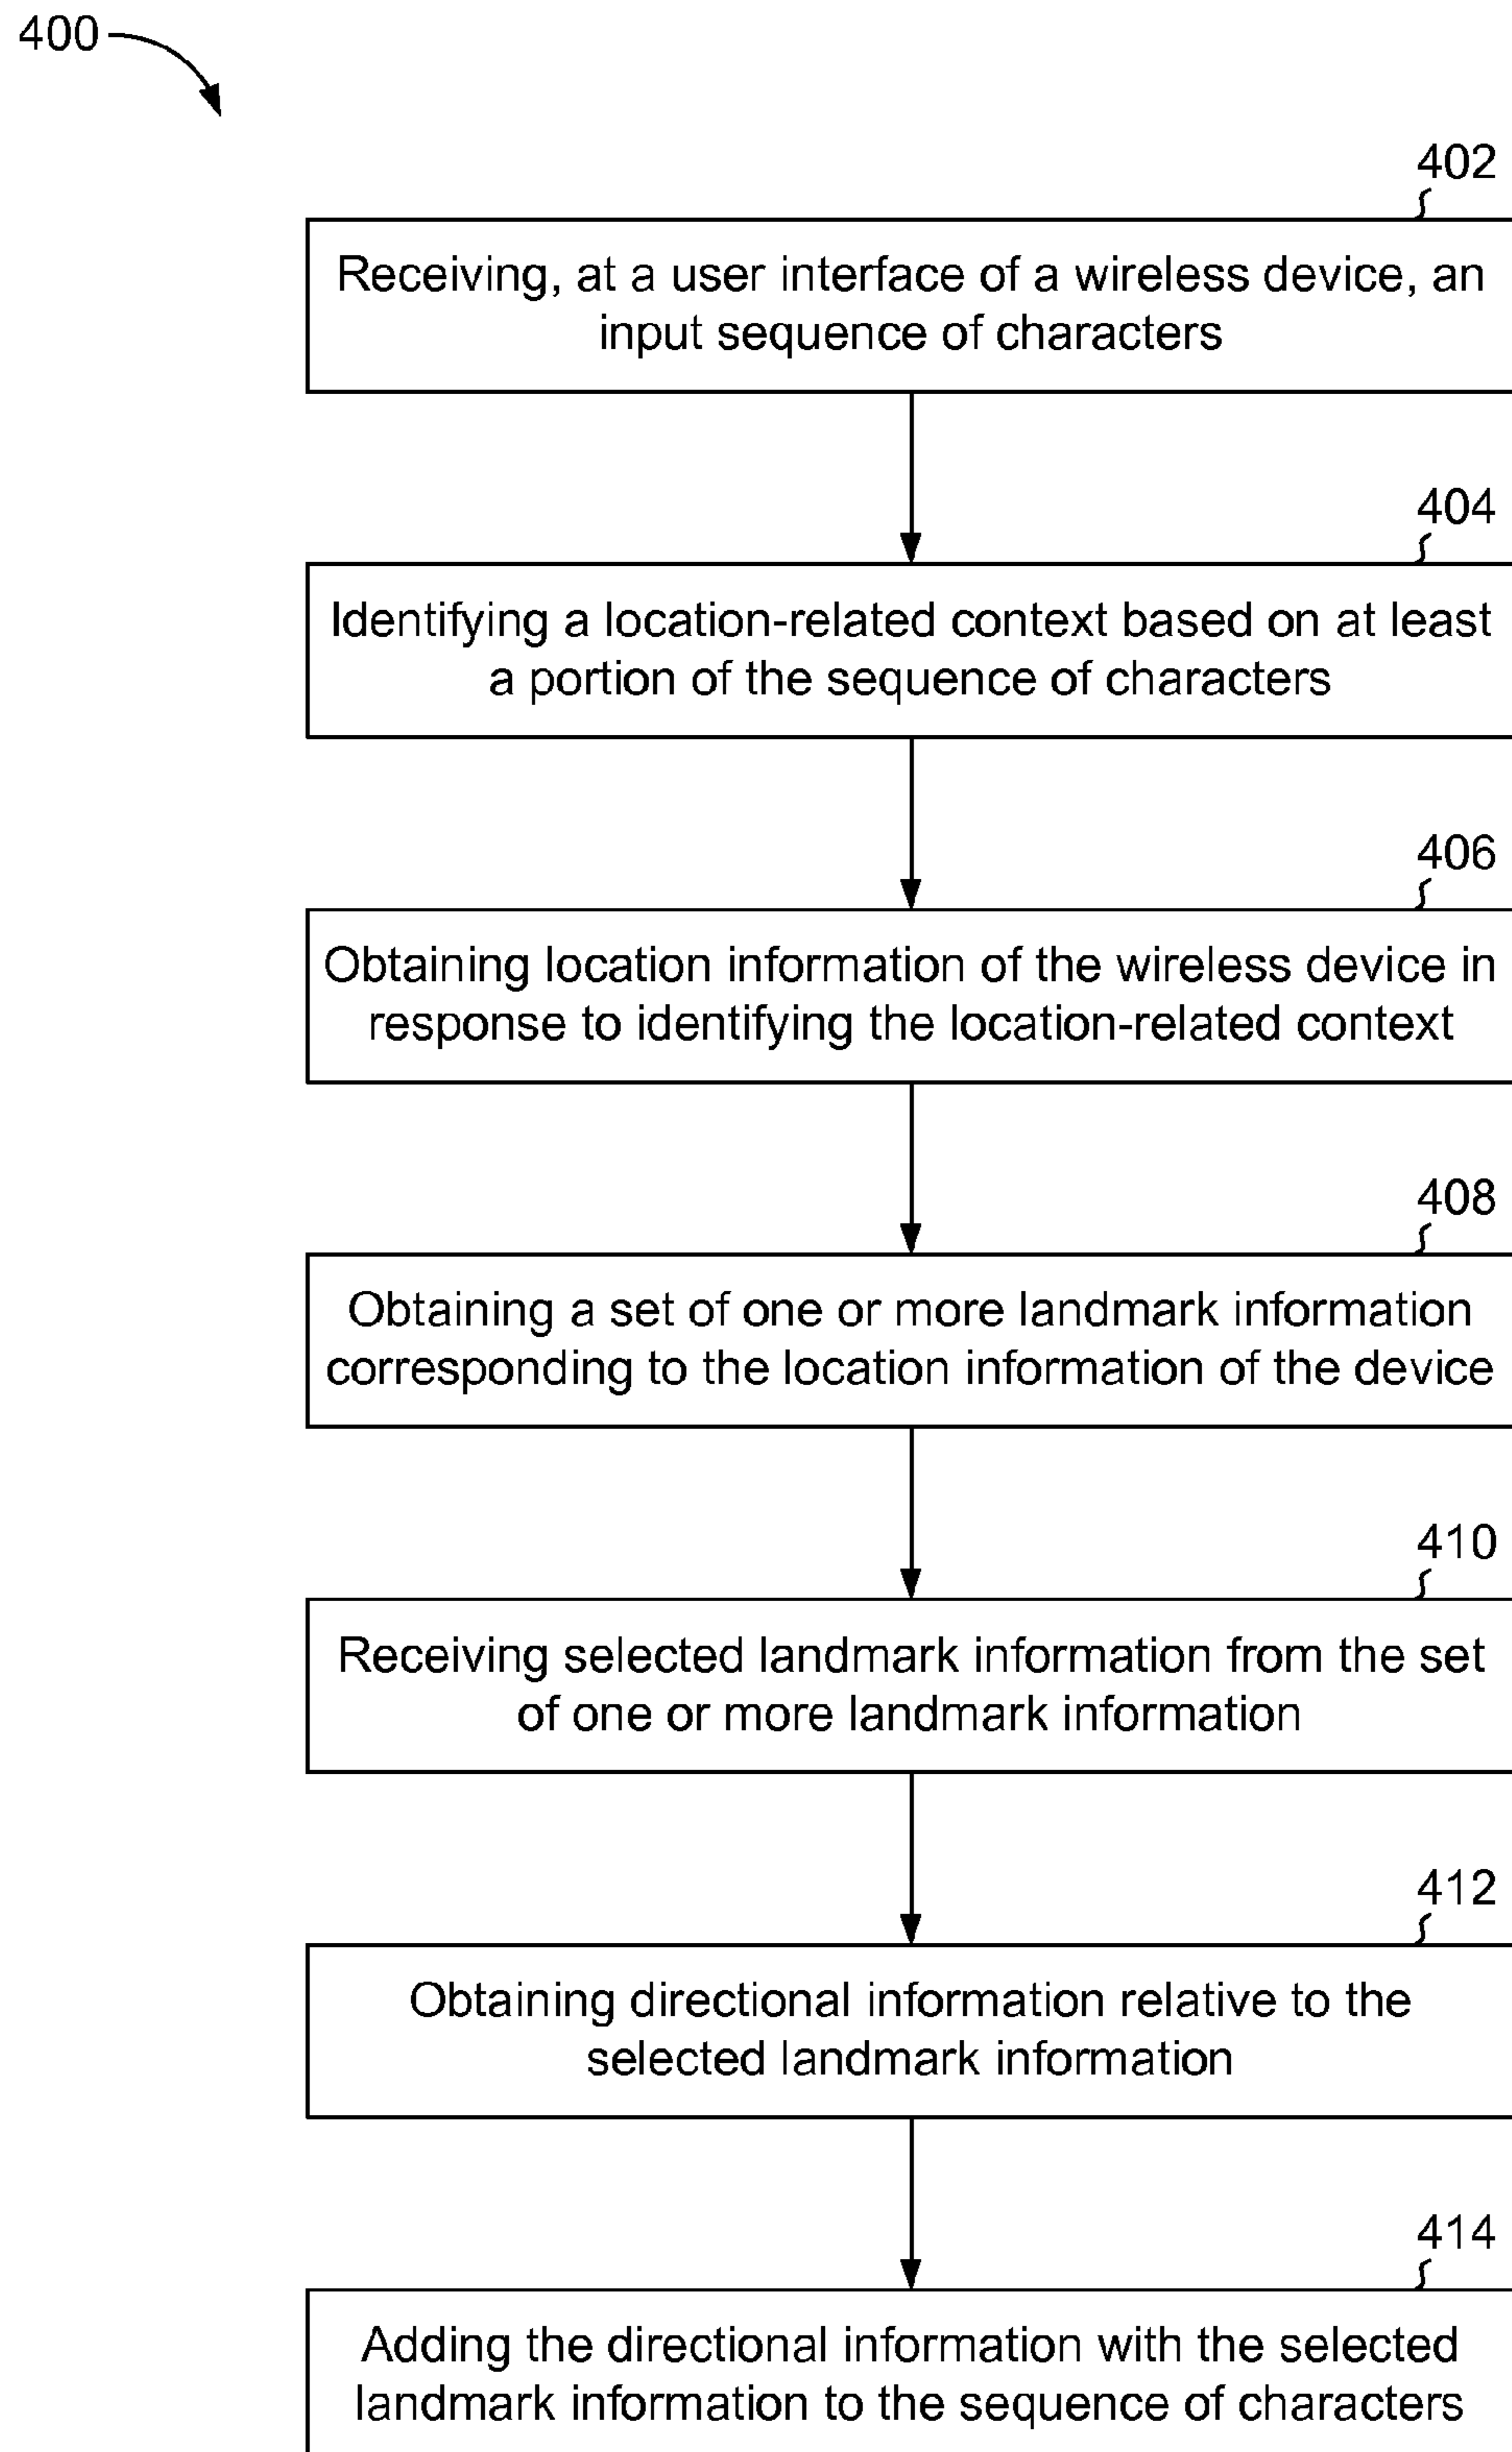 400
402
Receiving, at a user interface of a wireless device, an
input sequence of characters
404
Identifying a location-related context based on at least
a portion of the sequence of characters
406
Obtaining location information of the wireless device in
response to identifying the location-related context
408
Obtaining a set of one or more landmark information
corresponding to the location information of the device
410
Receiving selected landmark information from the set
of one or more landmark information
412
Obtaining directional information relative to the
selected landmark information
414
Adding the directional information with the selected
landmark information to the sequence of characters